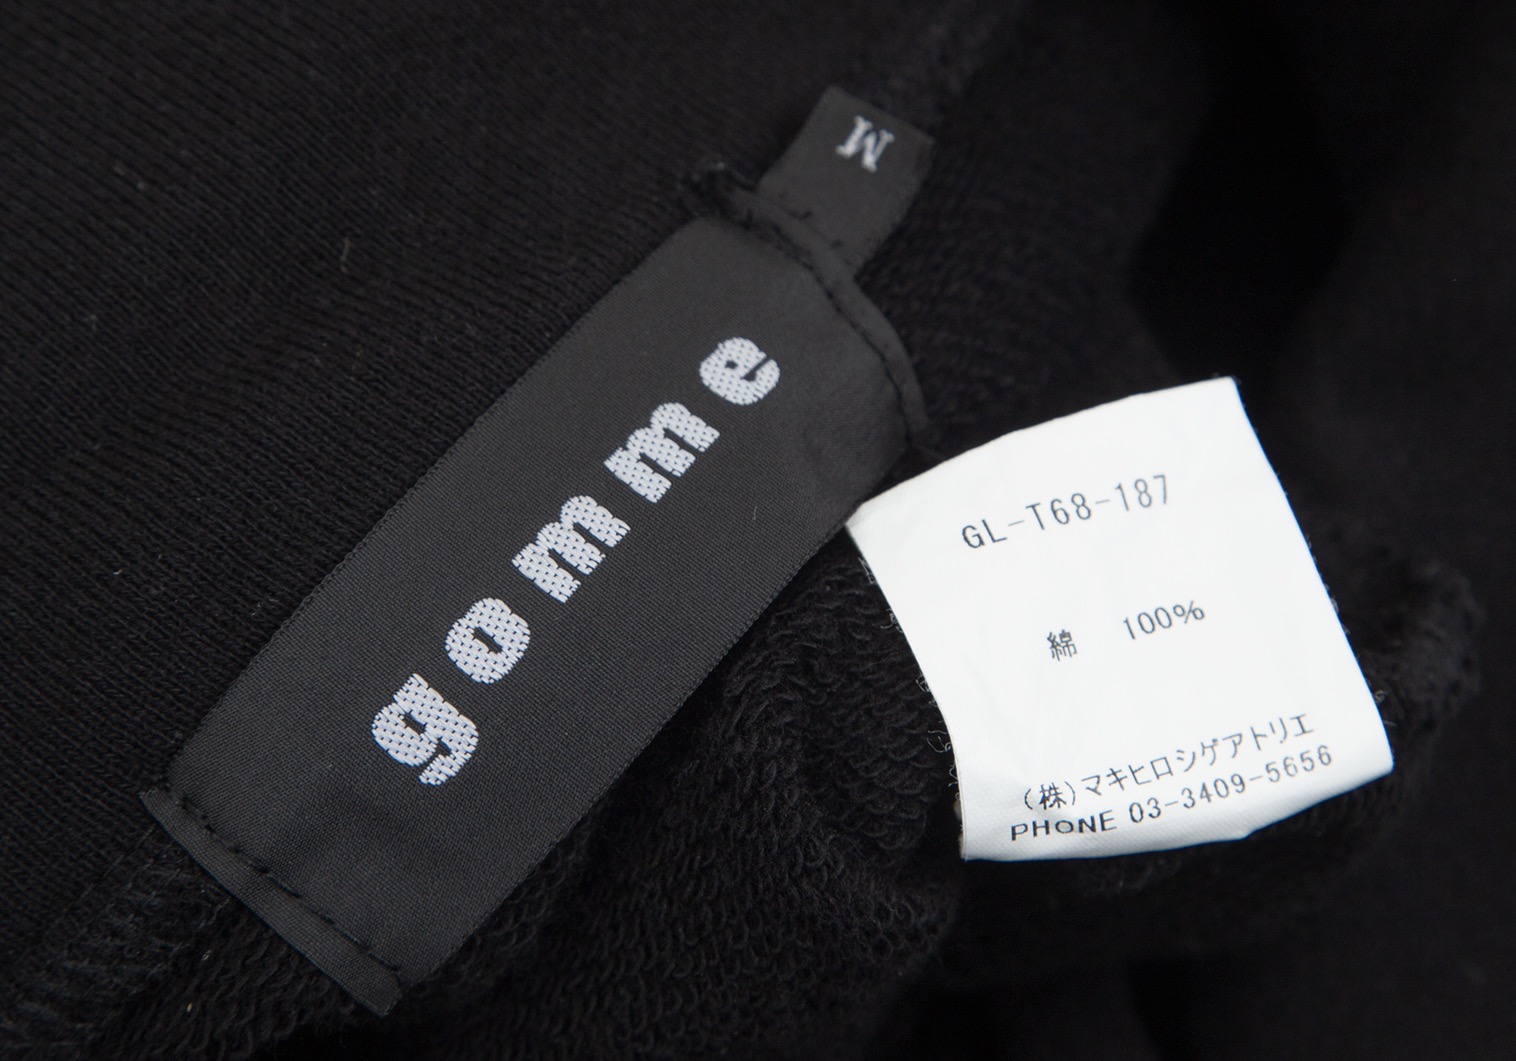 M
gomme
GL-T68-187
綿 100%
(株)マキヒロシゲアトリエ
PHONE 03-3409-5656